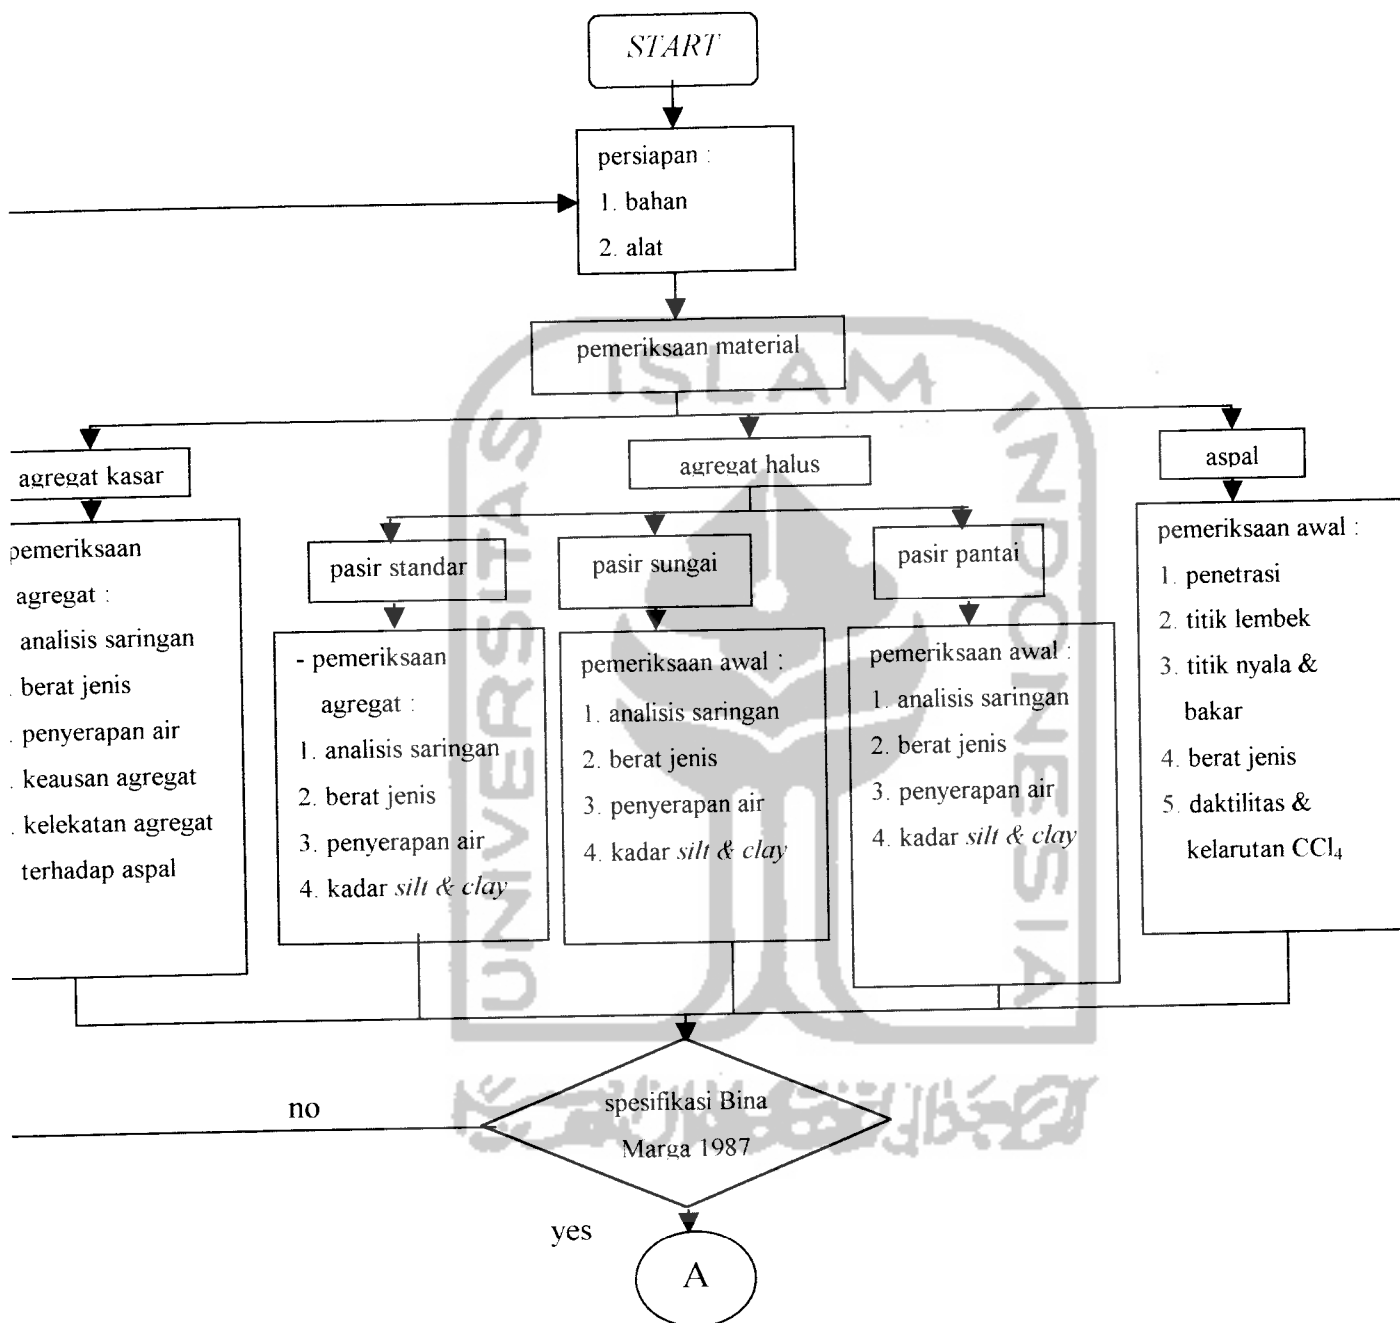 START
persiapan :
1. bahan
2. alat
pemeriksaan material
agregat kasar
agregat halus
aspal
pemeriksaan
agregat :
analisis saringan
. berat jenis
. penyerapan air
. keausan agregat
. kelekatan agregat
terhadap aspal
pasir standar
- pemeriksaan
agregat :
1. analisis saringan
2. berat jenis
3. penyerapan air
4. kadar silt & clay
pasir sungai
pemeriksaan awal :
1. analisis saringan
2. berat jenis
3. penyerapan air
4. kadar silt & clay
pasir pantai
pemeriksaan awal :
1. analisis saringan
2. berat jenis
3. penyerapan air
4. kadar silt & clay
pemeriksaan awal :
1. penetrasi
2. titik lembek
3. titik nyala &
bakar
4. berat jenis
5. daktilitas &
kelarutan CCl₄
spesifikasi Bina
Marga 1987
no
yes
A
UNIVERSITAS
ISLAM
INDONESIA